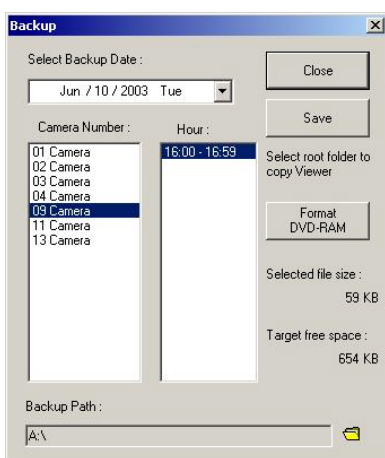 Backup
Select Backup Date :
Jun / 10 / 2003 Tue
Close
Save
Camera Number :
Hour :
01 Camera
02 Camera
03 Camera
04 Camera
09 Camera
11 Camera
13 Camera
16:00 - 16:59
Select root folder to
copy Viewer
Format
DVD-RAM
Selected file size :
59 KB
Target free space :
654 KB
Backup Path :
A:\